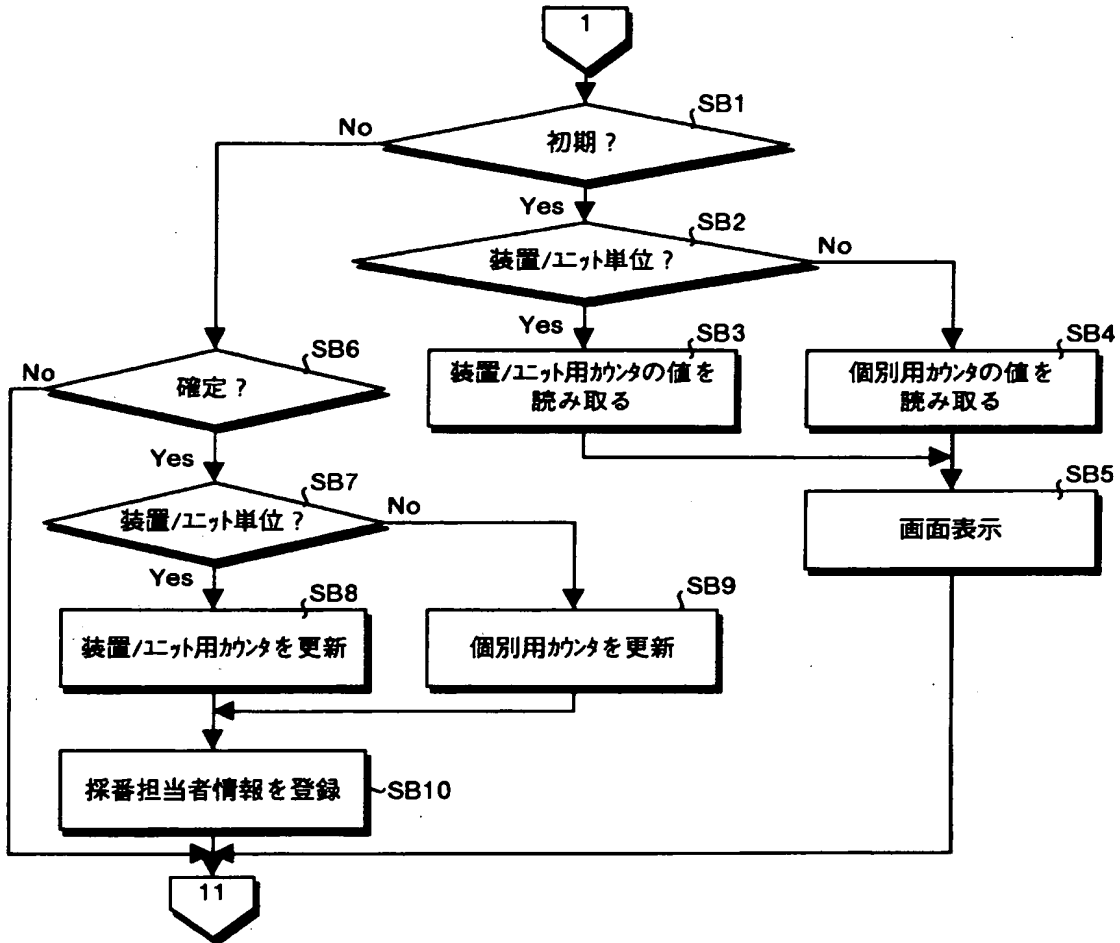 1
SB1
No
初期？
Yes
SB2
No
装置/ユニット単位？
Yes
SB3
装置/ユニット用カウンタの値を
読み取る
SB4
個別用カウンタの値を
読み取る
SB5
画面表示
SB6
No
確定？
Yes
SB7
No
装置/ユニット単位？
Yes
SB8
装置/ユニット用カウンタを更新
SB9
個別用カウンタを更新
採番担当者情報を登録
SB10
11